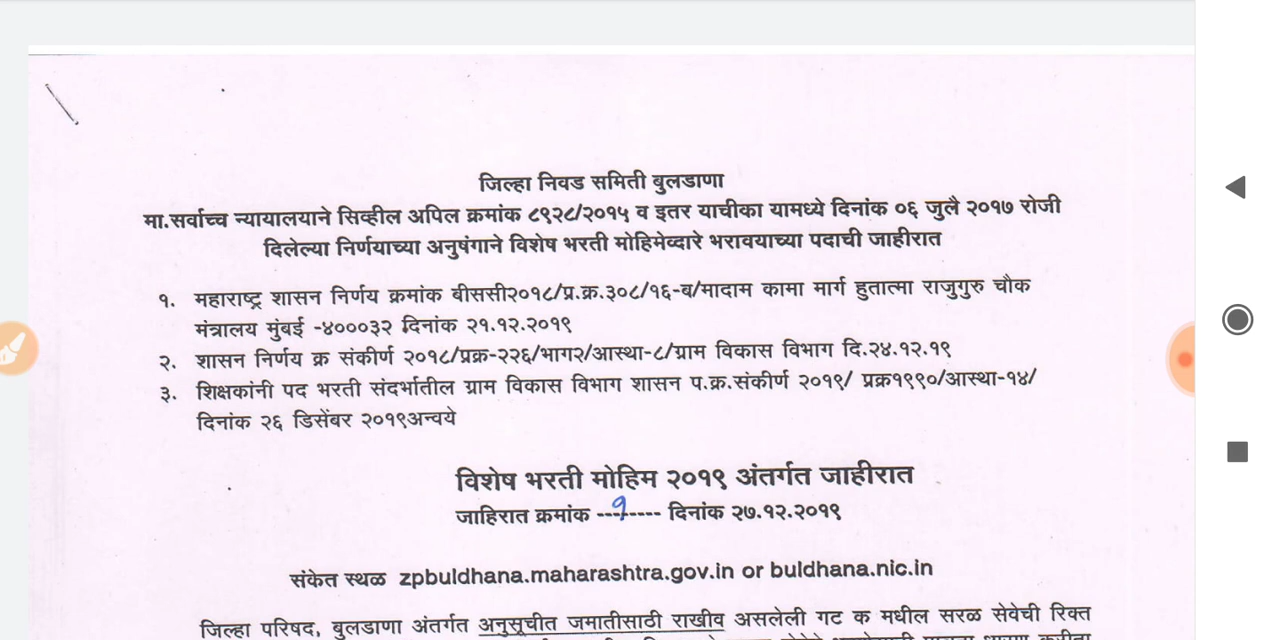 जिल्हा निवड समिती बुलडाणा
मा.सर्वाच्च न्यायालयाने सिव्हील अपिल क्रमांक ८९२८/२०१५ व इतर याचीका यामध्ये दिनांक ०६ जुलै २०१७ रोजी
दिलेल्या निर्णयाच्या अनुषंगाने विशेष भरती मोहिमेव्दारे भरावयाच्या पदाची जाहीरात
१. महाराष्ट्र शासन निर्णय क्रमांक बीससी२०१८/प्र.क्र.३०८/१६-ब/मादाम कामा मार्ग हुतात्मा राजुगुरु चौक
मंत्रालय मुंबई -४०००३२ दिनांक २१.१२.२०१९
२. शासन निर्णय क्र संकीर्ण २०१८/प्रक्र-२२६/भाग२/आस्था-८/ग्राम विकास विभाग दि.२४.१२.१९
३. शिक्षकांनी पद भरती संदर्भातील ग्राम विकास विभाग शासन प.क्र.संकीर्ण २०१९/ प्रक्र१९९०/आस्था-१४/
दिनांक २६ डिसेंबर २०१९अन्वये
विशेष भरती मोहिम २०१९ अंतर्गत जाहीरात
जाहिरात क्रमांक ---१----- दिनांक २७.१२.२०१९
संकेत स्थळ zpbuldhana.maharashtra.gov.in or buldhana.nic.in
जिल्हा परिषद, बुलडाणा अंतर्गत अनुसूचीत जमातीसाठी राखीव असलेली गट क मधील सरळ सेवेची रिक्त